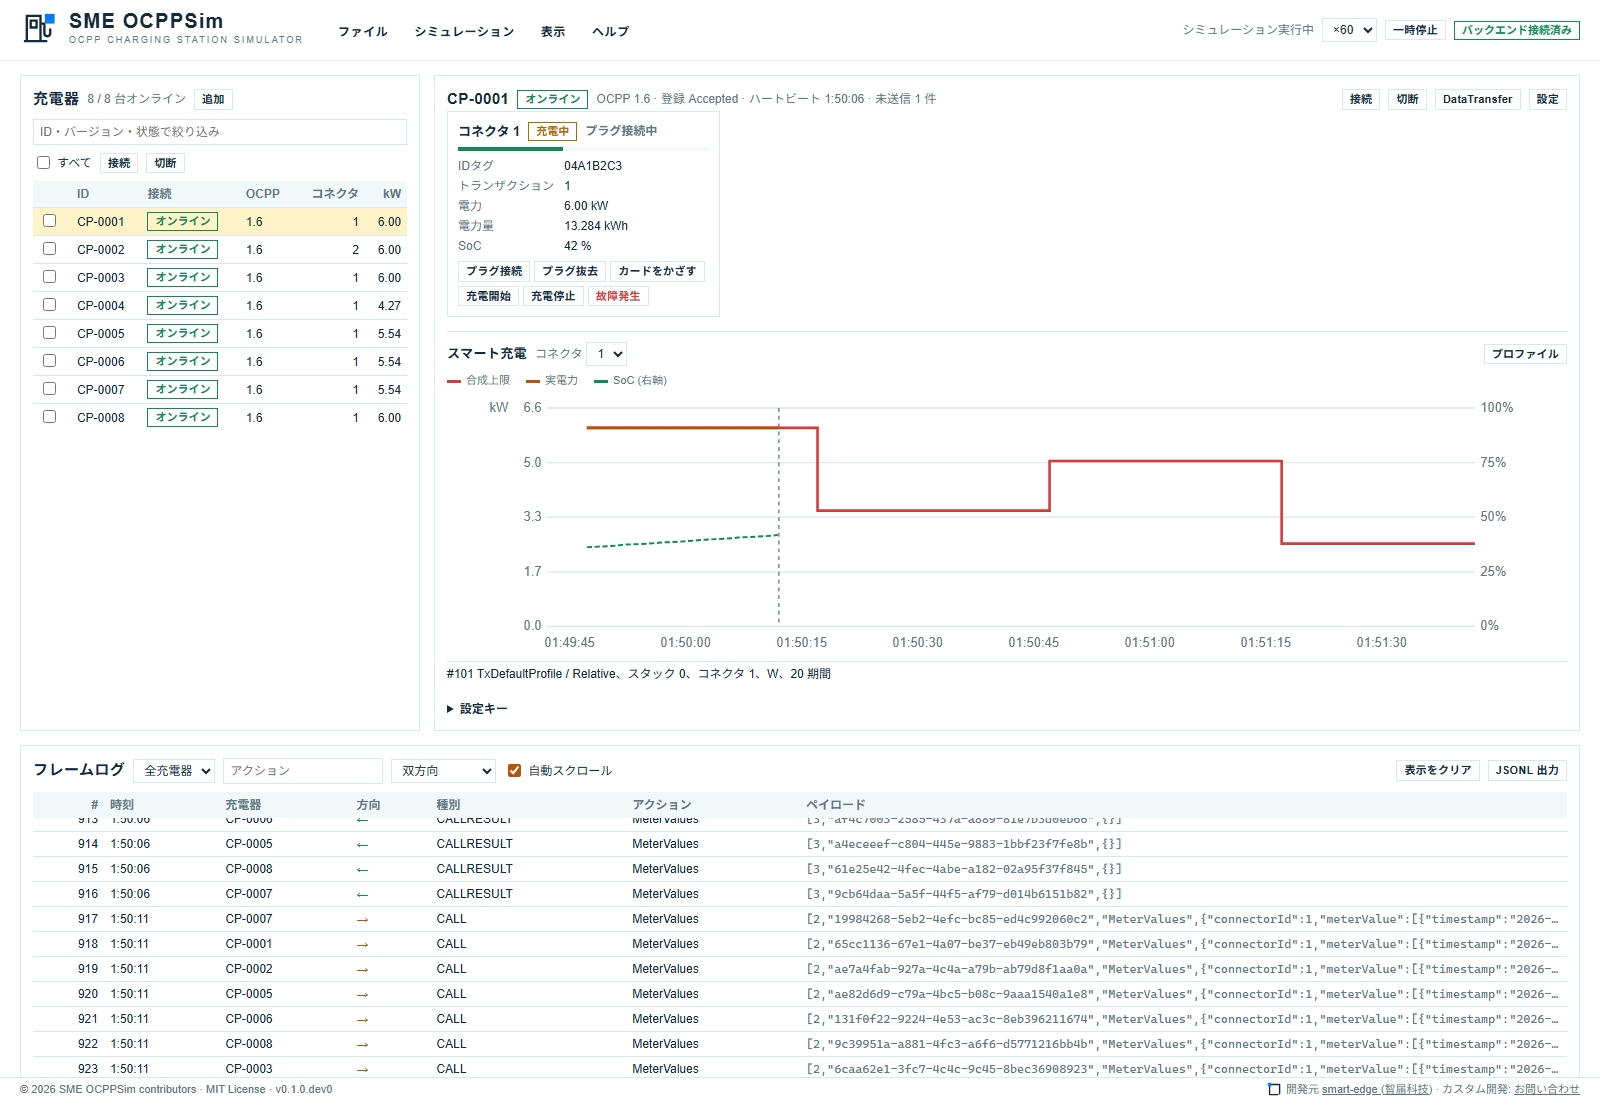 SME OCPPSim
OCPP CHARGING STATION SIMULATOR
ファイル シミュレーション 表示 ヘルプ
シミュレーション実行中 ×60 一時停止 バックエンド接続済み
充電器 8 / 8 台オンライン 追加
ID・バージョン・状態で絞り込み
すべて 接続 切断
ID 接続 OCPP コネクタ kW
CP-0001 オンライン 1.6 1 6.00
CP-0002 オンライン 1.6 2 6.00
CP-0003 オンライン 1.6 1 6.00
CP-0004 オンライン 1.6 1 4.27
CP-0005 オンライン 1.6 1 5.54
CP-0006 オンライン 1.6 1 5.54
CP-0007 オンライン 1.6 1 5.54
CP-0008 オンライン 1.6 1 6.00
CP-0001 オンライン OCPP 1.6 · 登録 Accepted · ハートビート 1:50:06 · 未送信 1 件
接続 切断 DataTransfer 設定
コネクタ 1 充電中 プラグ接続中
IDタグ 04A1B2C3
トランザクション 1
電力 6.00 kW
電力量 13.284 kWh
SoC 42 %
プラグ接続 プラグ抜去 カードをかざす
充電開始 充電停止 故障発生
スマート充電 コネクタ 1 プロファイル
合成上限 実電力 SoC (右軸)
kW 6.6 100%
5.0 75%
3.3 50%
1.7 25%
0.0 0%
01:49:45 01:50:00 01:50:15 01:50:30 01:50:45 01:51:00 01:51:15 01:51:30
#101 TxDefaultProfile / Relative、スタック 0、コネクタ 1、W、20 期間
▶ 設定キー
フレームログ 全充電器 アクション 双方向 自動スクロール 表示をクリア JSONL 出力
# 時刻 充電器 方向 種別 アクション ペイロード
913 1:50:06 CP-0006 ← CALLRESULT MeterValues [3,"af4c7003-2585-437a-a889-81e7b3d0eb66",{}]
914 1:50:06 CP-0005 ← CALLRESULT MeterValues [3,"a4eceeef-c804-445e-9883-1bbf23f7fe8b",{}]
915 1:50:06 CP-0008 ← CALLRESULT MeterValues [3,"61e25e42-4fec-4abe-a182-02a95f37f845",{}]
916 1:50:06 CP-0007 ← CALLRESULT MeterValues [3,"9cb64daa-5a5f-44f5-af79-d014b6151b82",{}]
917 1:50:11 CP-0007 → CALL MeterValues [2,"19984268-5eb2-4efc-bc85-ed4c992060c2","MeterValues",{"connectorId":1,"meterValue":[{"timestamp":"2026-…
918 1:50:11 CP-0001 → CALL MeterValues [2,"65cc1136-67e1-4a07-be37-eb49eb803b79","MeterValues",{"connectorId":1,"meterValue":[{"timestamp":"2026-…
919 1:50:11 CP-0002 → CALL MeterValues [2,"ae7a4fab-927a-4c4a-a79b-ab79d8f1aa0a","MeterValues",{"connectorId":1,"meterValue":[{"timestamp":"2026-…
920 1:50:11 CP-0005 → CALL MeterValues [2,"ae82d6d9-c79a-4bc5-b08c-9aaa1540a1e8","MeterValues",{"connectorId":1,"meterValue":[{"timestamp":"2026-…
921 1:50:11 CP-0006 → CALL MeterValues [2,"131f0f22-9224-4e53-ac3c-8eb396211674","MeterValues",{"connectorId":1,"meterValue":[{"timestamp":"2026-…
922 1:50:11 CP-0008 → CALL MeterValues [2,"9c39951a-a881-4fc3-a6f6-d5771216bb4b","MeterValues",{"connectorId":1,"meterValue":[{"timestamp":"2026-…
923 1:50:11 CP-0003 → CALL MeterValues [2,"6caa62e1-3fc7-4c4c-9c45-8bec36908923","MeterValues",{"connectorId":1,"meterValue":[{"timestamp":"2026-…
© 2026 SME OCPPSim contributors · MIT License · v0.1.0.dev0
開発元 smart-edge (智届科技) · カスタム開発: お問い合わせ